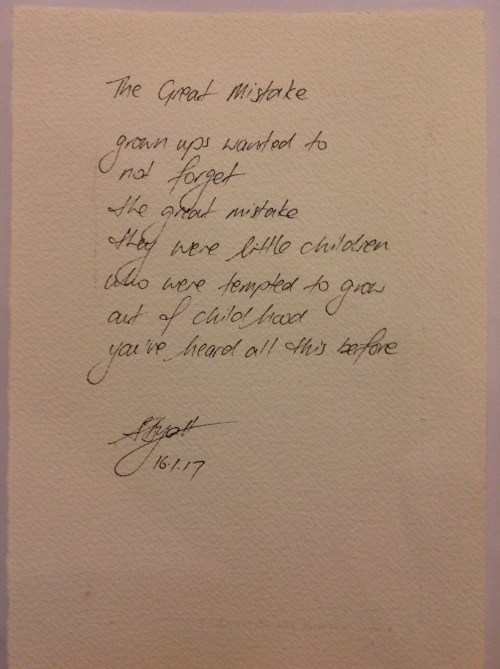 The Great Mistake
grown ups wanted to
not forget
the great mistake
they were little children
who were tempted to grow
out of childhood
you've heard all this before
16.1.17